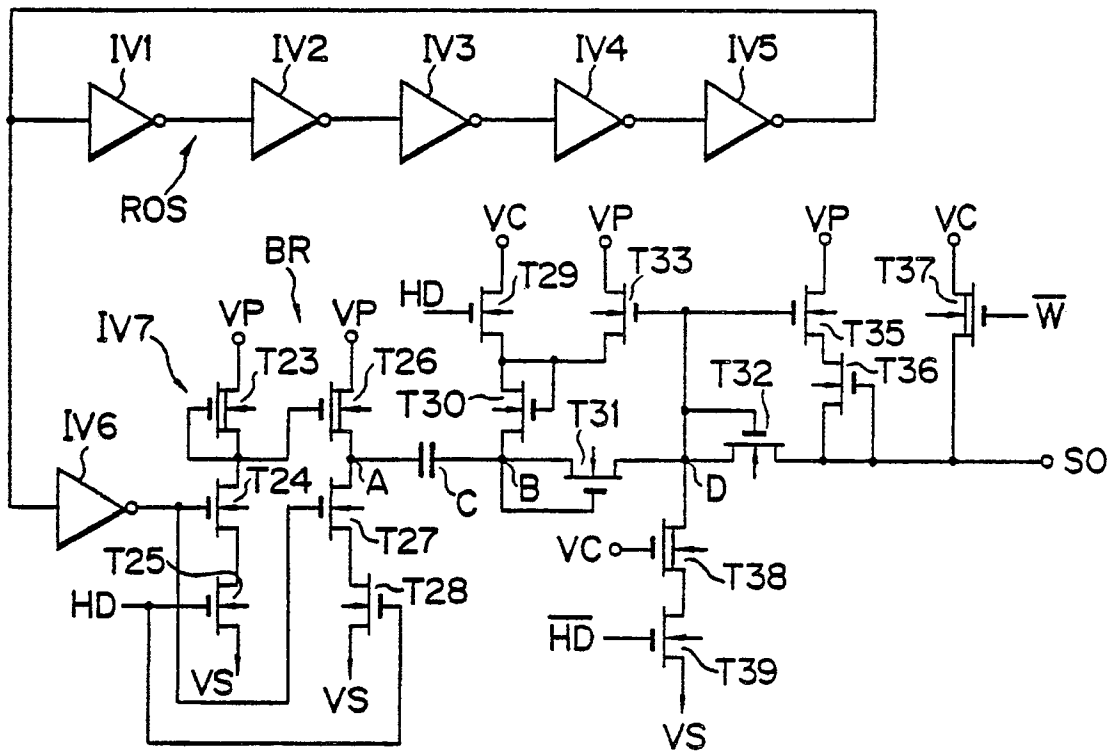 IV1 IV2 IV3 IV4 IV5
ROS
VC VP VP VC
BR
T33 T37
T29
HD
W̅
IV7 VP VP
T35
T23 T26
T36
T32
T30
T31
IV6
T24
A C B D SO
T27
T25
VC
T38
T28
HD
H̅D̅
T39
VS VS
VS